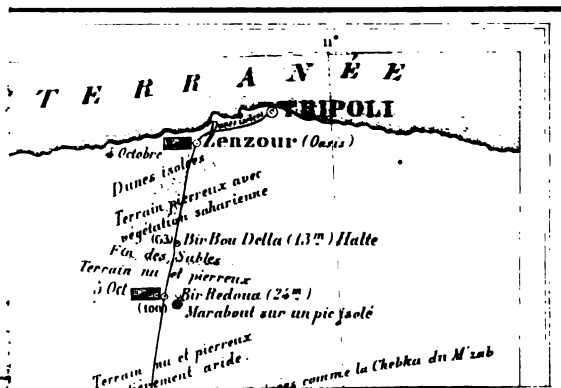 11°
TERRANÉE
TRIPOLI
Zenzour (Oasis)
4 Octobre
Dunes isolées
Terrain pierreux avec
végétation saharienne
(63) Bir Bou Della (13m) Halte
Fin des Sables
Terrain nu et pierreux
5 Oct
Bir Hedoua (24m)
(100) Marabout sur un pic isolé
Terrain nu et pierreux
aride.
comme la Chebka du M'zab